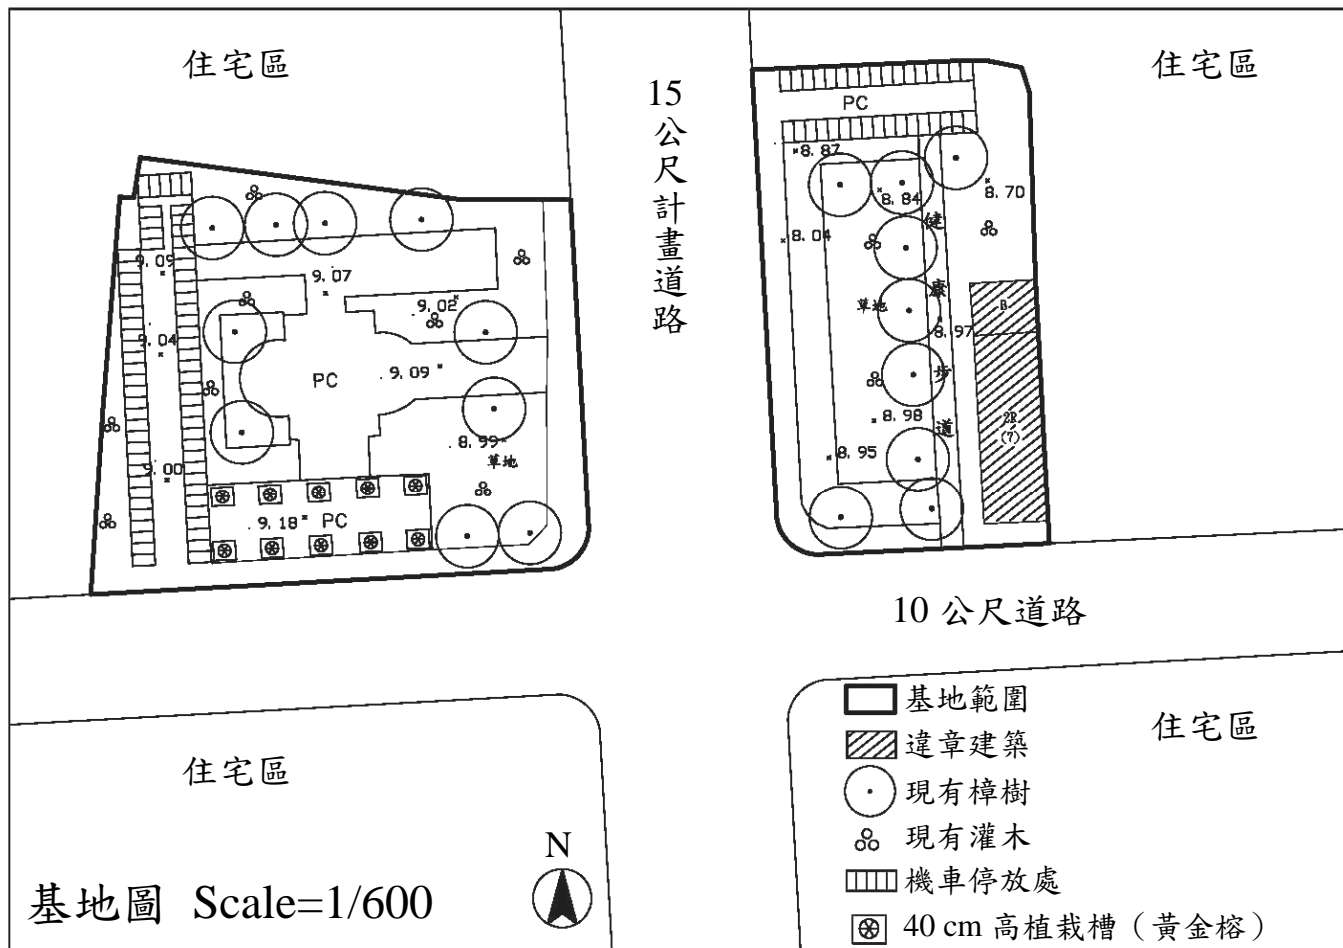 住宅區
15公尺計畫道路
住宅區
PC
8.87
8.84
8.70
健康步道
8.04
草地
8.97
8.98
8.95
B
2R
(7)
9.09
9.07
9.02
9.04
PC
9.09
8.99
草地
9.00
9.18
PC
10 公尺道路
住宅區
住宅區
N
基地圖 Scale=1/600
基地範圍
違章建築
現有樟樹
現有灌木
機車停放處
40 cm 高植栽槽（黃金榕）